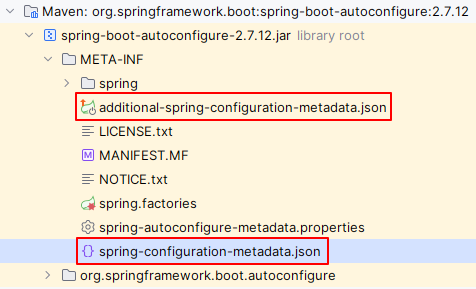 Maven: org.springframework.boot:spring-boot-autoconfigure:2.7.12
spring-boot-autoconfigure-2.7.12.jar library root
META-INF
spring
additional-spring-configuration-metadata.json
LICENSE.txt
MANIFEST.MF
NOTICE.txt
spring.factories
spring-autoconfigure-metadata.properties
spring-configuration-metadata.json
org.springframework.boot.autoconfigure